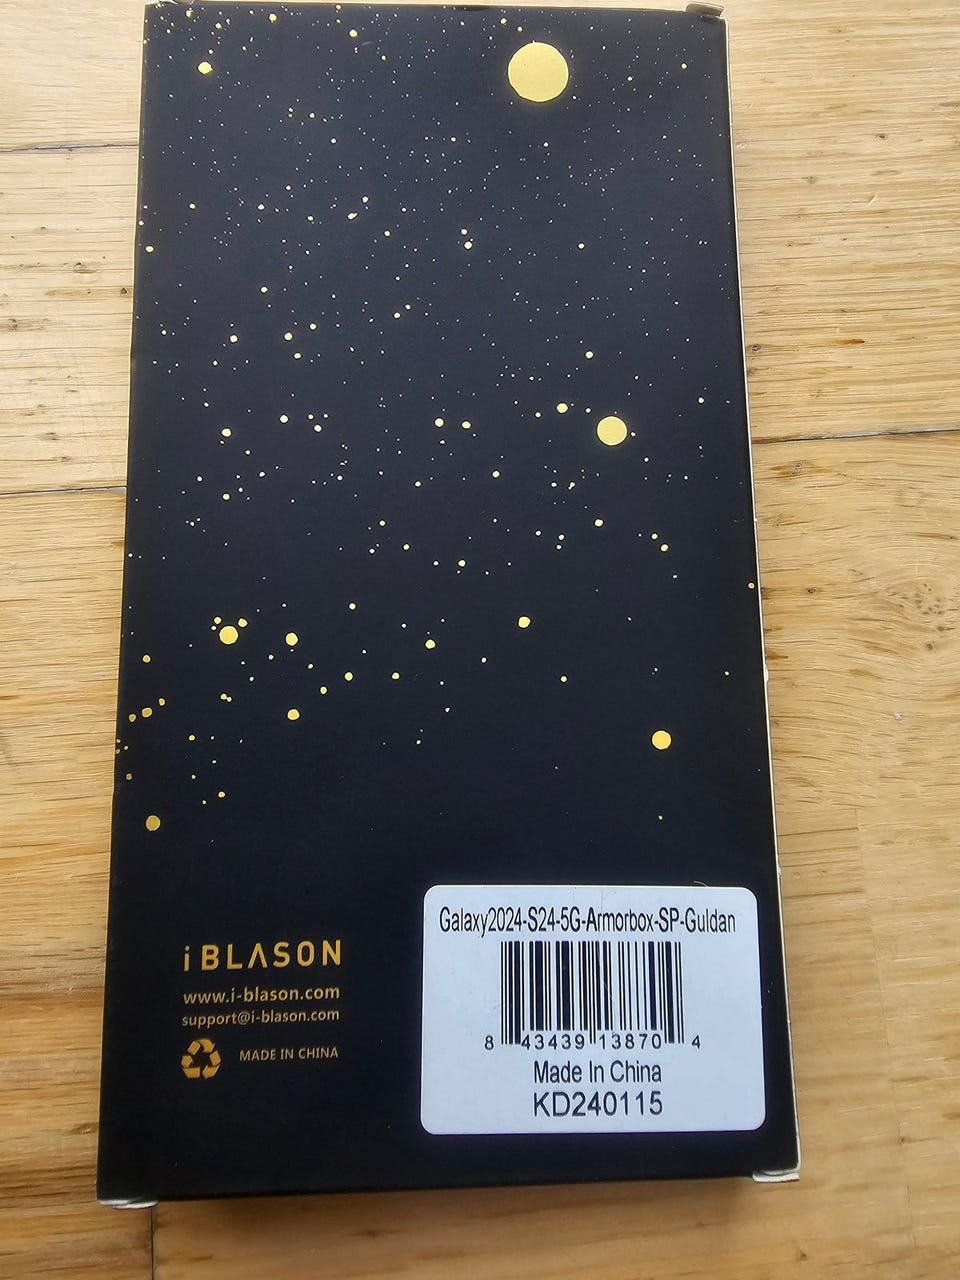 iBLASON
www.i-blason.com
support@i-blason.com
MADE IN CHINA
Galaxy2024-S24-5G-Armorbox-SP-Guldan
8 43439 13870 4
Made In China
KD240115